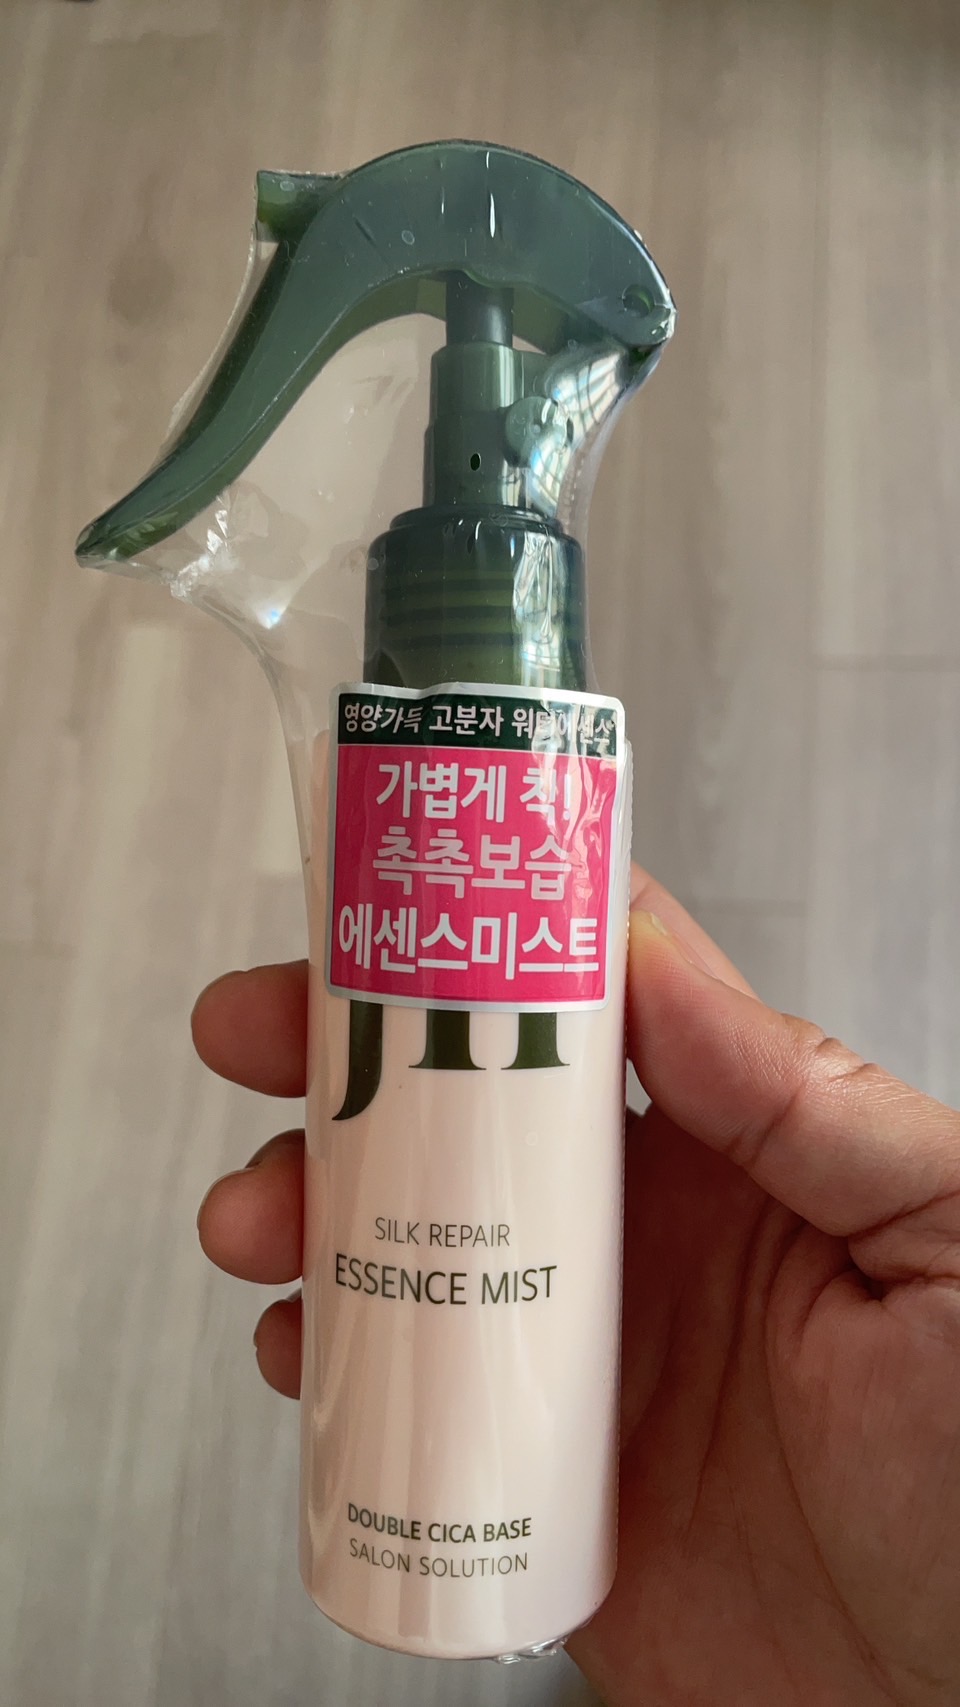 영양가득 고분자 워터에센스
가볍게 착!
촉촉보습
에센스미스트
SILK REPAIR
ESSENCE MIST
DOUBLE CICA BASE
SALON SOLUTION